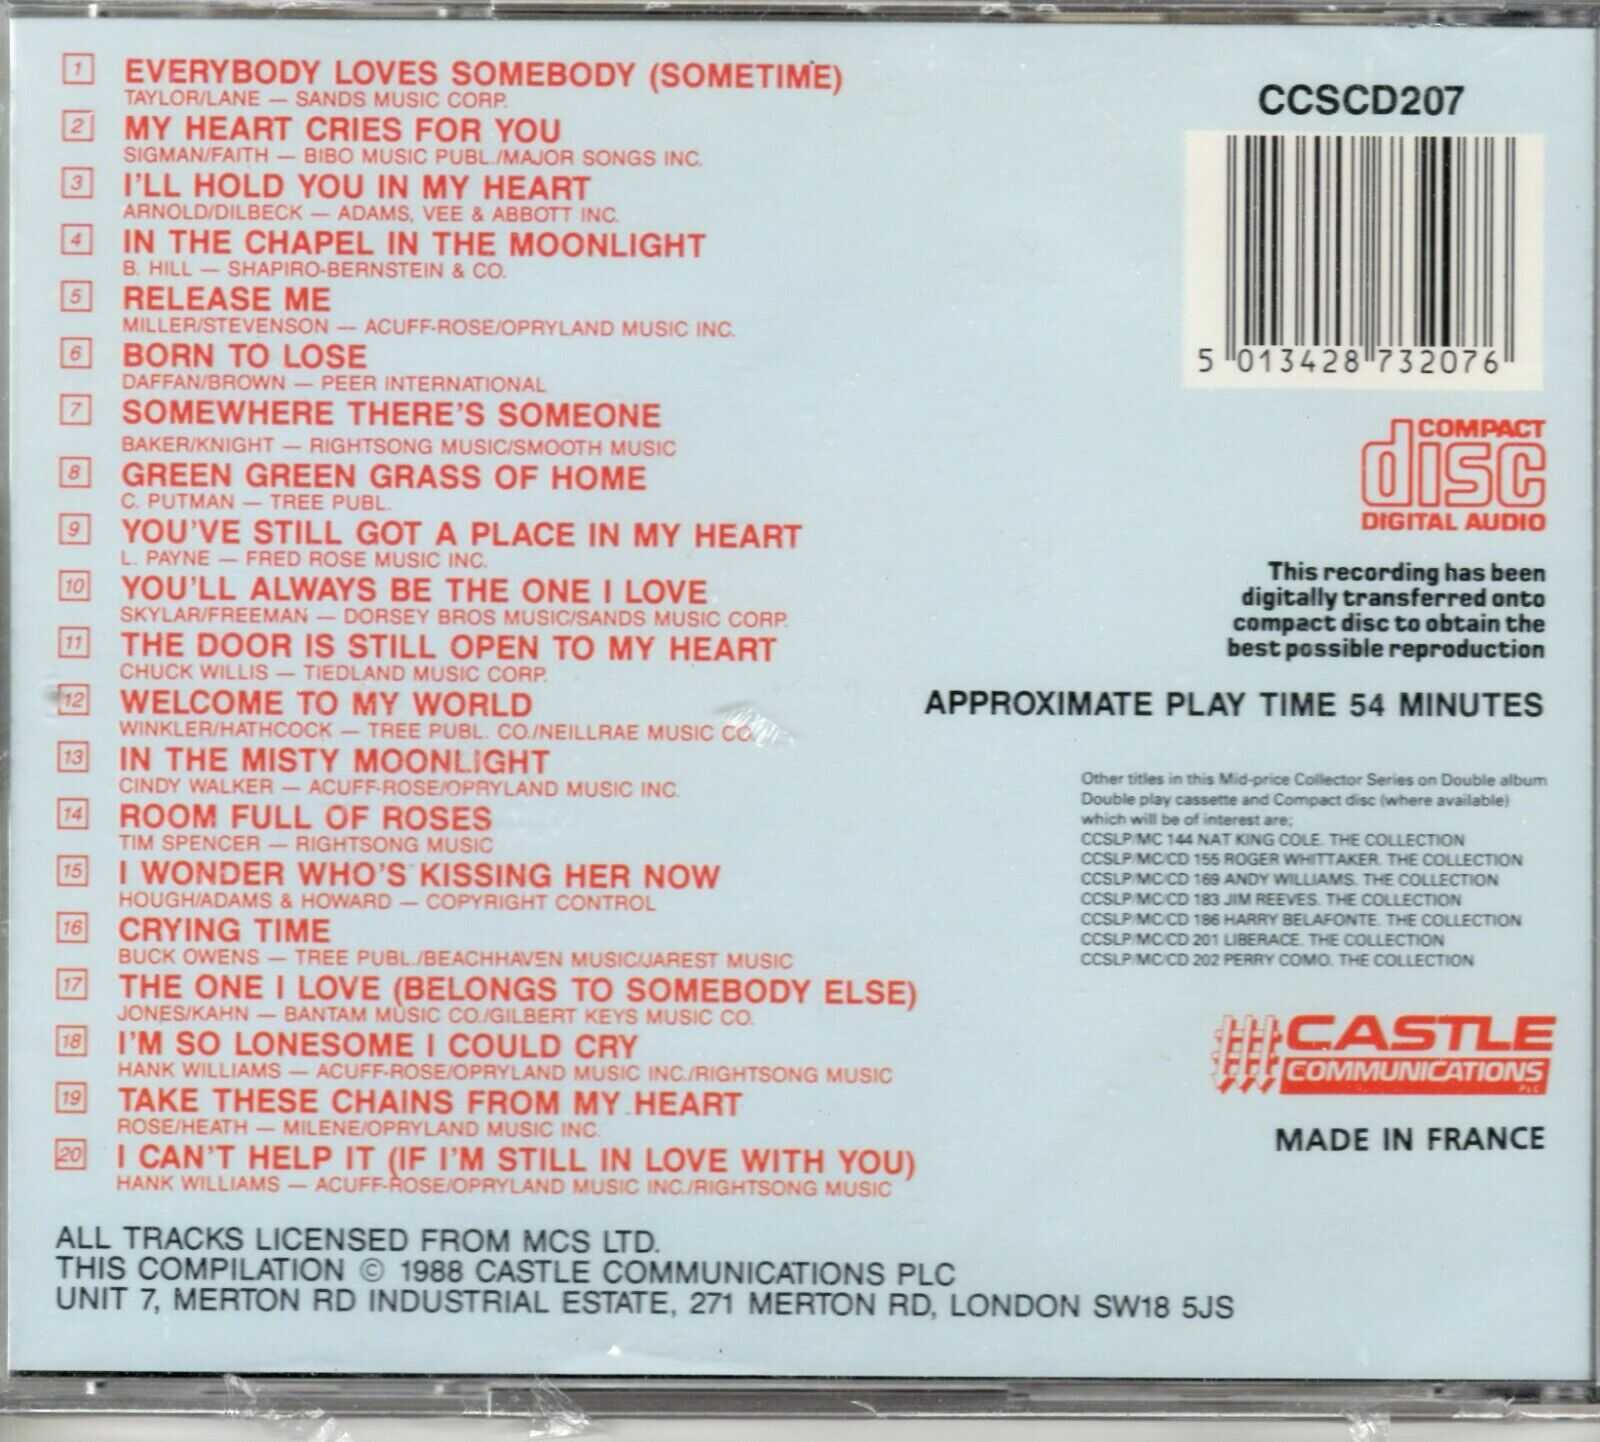 1 EVERYBODY LOVES SOMEBODY (SOMETIME)
TAYLOR/LANE — SANDS MUSIC CORP.
2 MY HEART CRIES FOR YOU
SIGMAN/FAITH — BIBO MUSIC PUBL./MAJOR SONGS INC.
3 I'LL HOLD YOU IN MY HEART
ARNOLD/DILBECK — ADAMS, VEE & ABBOTT INC.
4 IN THE CHAPEL IN THE MOONLIGHT
B. HILL — SHAPIRO-BERNSTEIN & CO.
5 RELEASE ME
MILLER/STEVENSON — ACUFF-ROSE/OPRYLAND MUSIC INC.
6 BORN TO LOSE
DAFFAN/BROWN — PEER INTERNATIONAL
7 SOMEWHERE THERE'S SOMEONE
BAKER/KNIGHT — RIGHTSONG MUSIC/SMOOTH MUSIC
8 GREEN GREEN GRASS OF HOME
C. PUTMAN — TREE PUBL.
9 YOU'VE STILL GOT A PLACE IN MY HEART
L. PAYNE — FRED ROSE MUSIC INC.
10 YOU'LL ALWAYS BE THE ONE I LOVE
SKYLAR/FREEMAN — DORSEY BROS MUSIC/SANDS MUSIC CORP.
11 THE DOOR IS STILL OPEN TO MY HEART
CHUCK WILLIS — TIEDLAND MUSIC CORP.
12 WELCOME TO MY WORLD
WINKLER/HATHCOCK — TREE PUBL. CO./NEILLRAE MUSIC CO.
13 IN THE MISTY MOONLIGHT
CINDY WALKER — ACUFF-ROSE/OPRYLAND MUSIC INC.
14 ROOM FULL OF ROSES
TIM SPENCER — RIGHTSONG MUSIC
15 I WONDER WHO'S KISSING HER NOW
HOUGH/ADAMS & HOWARD — COPYRIGHT CONTROL
16 CRYING TIME
BUCK OWENS — TREE PUBL./BEACHHAVEN MUSIC/JAREST MUSIC
17 THE ONE I LOVE (BELONGS TO SOMEBODY ELSE)
JONES/KAHN — BANTAM MUSIC CO./GILBERT KEYS MUSIC CO.
18 I'M SO LONESOME I COULD CRY
HANK WILLIAMS — ACUFF-ROSE/OPRYLAND MUSIC INC./RIGHTSONG MUSIC
19 TAKE THESE CHAINS FROM MY HEART
ROSE/HEATH — MILENE/OPRYLAND MUSIC INC.
20 I CAN'T HELP IT (IF I'M STILL IN LOVE WITH YOU)
HANK WILLIAMS — ACUFF-ROSE/OPRYLAND MUSIC INC./RIGHTSONG MUSIC
ALL TRACKS LICENSED FROM MCS LTD.
THIS COMPILATION © 1988 CASTLE COMMUNICATIONS PLC
UNIT 7, MERTON RD INDUSTRIAL ESTATE, 271 MERTON RD, LONDON SW18 5JS
CCSCD207
5 013428 732076
COMPACT
disc
DIGITAL AUDIO
This recording has been
digitally transferred onto
compact disc to obtain the
best possible reproduction
APPROXIMATE PLAY TIME 54 MINUTES
Other titles in this Mid-price Collector Series on Double album
Double play cassette and Compact disc (where available)
which will be of interest are;
CCSLP/MC 144 NAT KING COLE. THE COLLECTION
CCSLP/MC/CD 155 ROGER WHITTAKER. THE COLLECTION
CCSLP/MC/CD 169 ANDY WILLIAMS. THE COLLECTION
CCSLP/MC/CD 183 JIM REEVES. THE COLLECTION
CCSLP/MC/CD 186 HARRY BELAFONTE. THE COLLECTION
CCSLP/MC/CD 201 LIBERACE. THE COLLECTION
CCSLP/MC/CD 202 PERRY COMO. THE COLLECTION
CASTLE
COMMUNICATIONS
PLC
MADE IN FRANCE